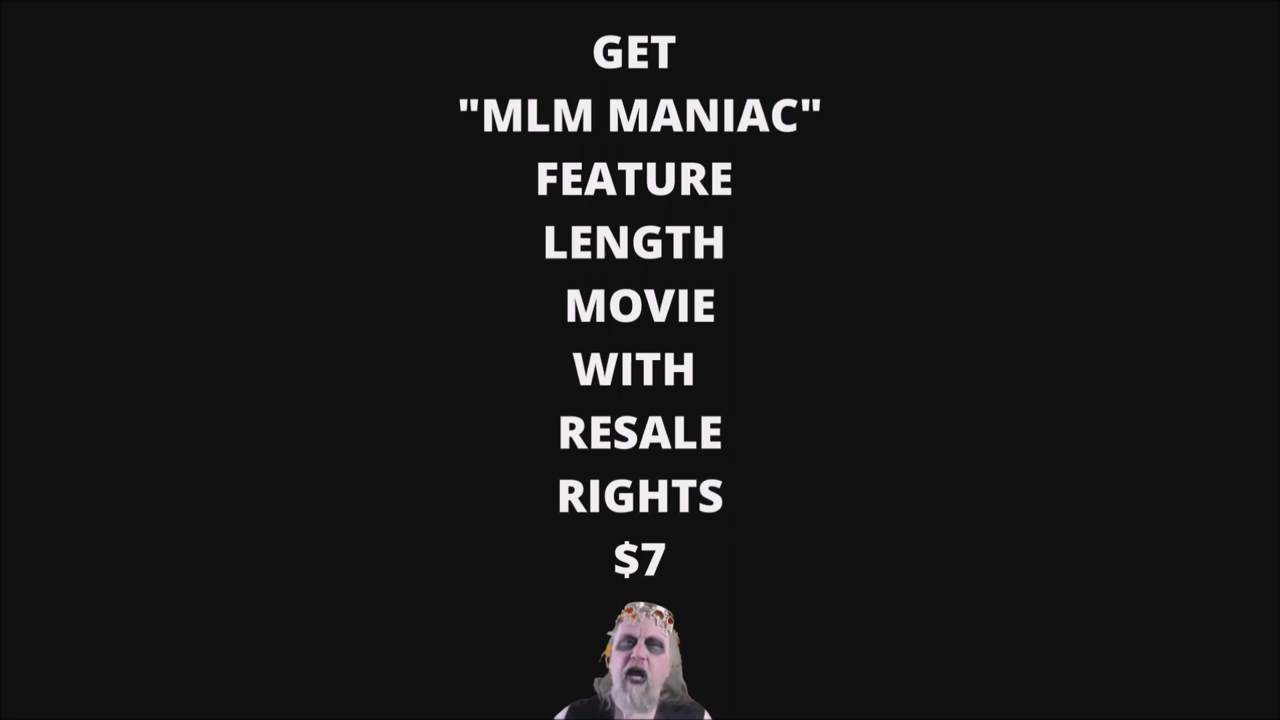 GET
"MLM MANIAC"
FEATURE
LENGTH
MOVIE
WITH
RESALE
RIGHTS
$7